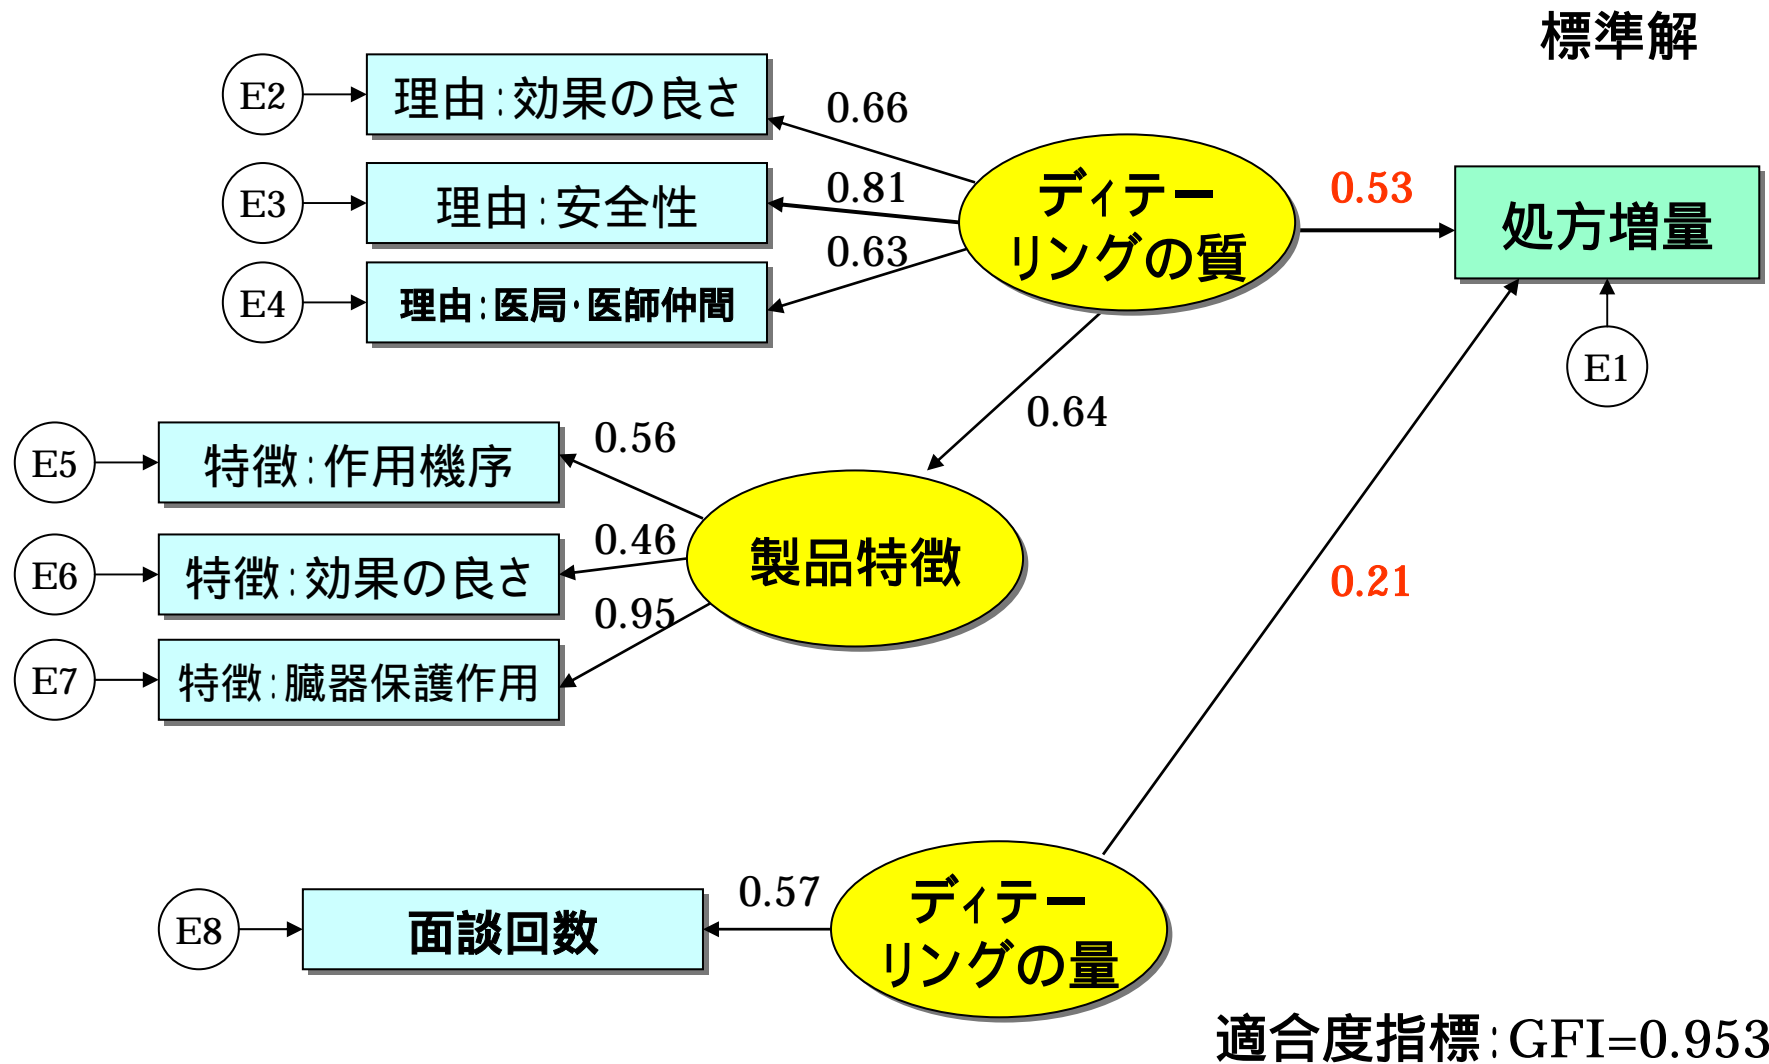 標準解
E2
理由:効果の良さ
0.66
E3
理由:安全性
0.81
E4
理由:医局・医師仲間
0.63
ディテー
リングの質
0.53
処方増量
E1
0.64
E5
特徴:作用機序
0.56
E6
特徴:効果の良さ
0.46
E7
特徴:臓器保護作用
0.95
製品特徴
0.21
E8
面談回数
0.57
ディテー
リングの量
適合度指標:GFI=0.953